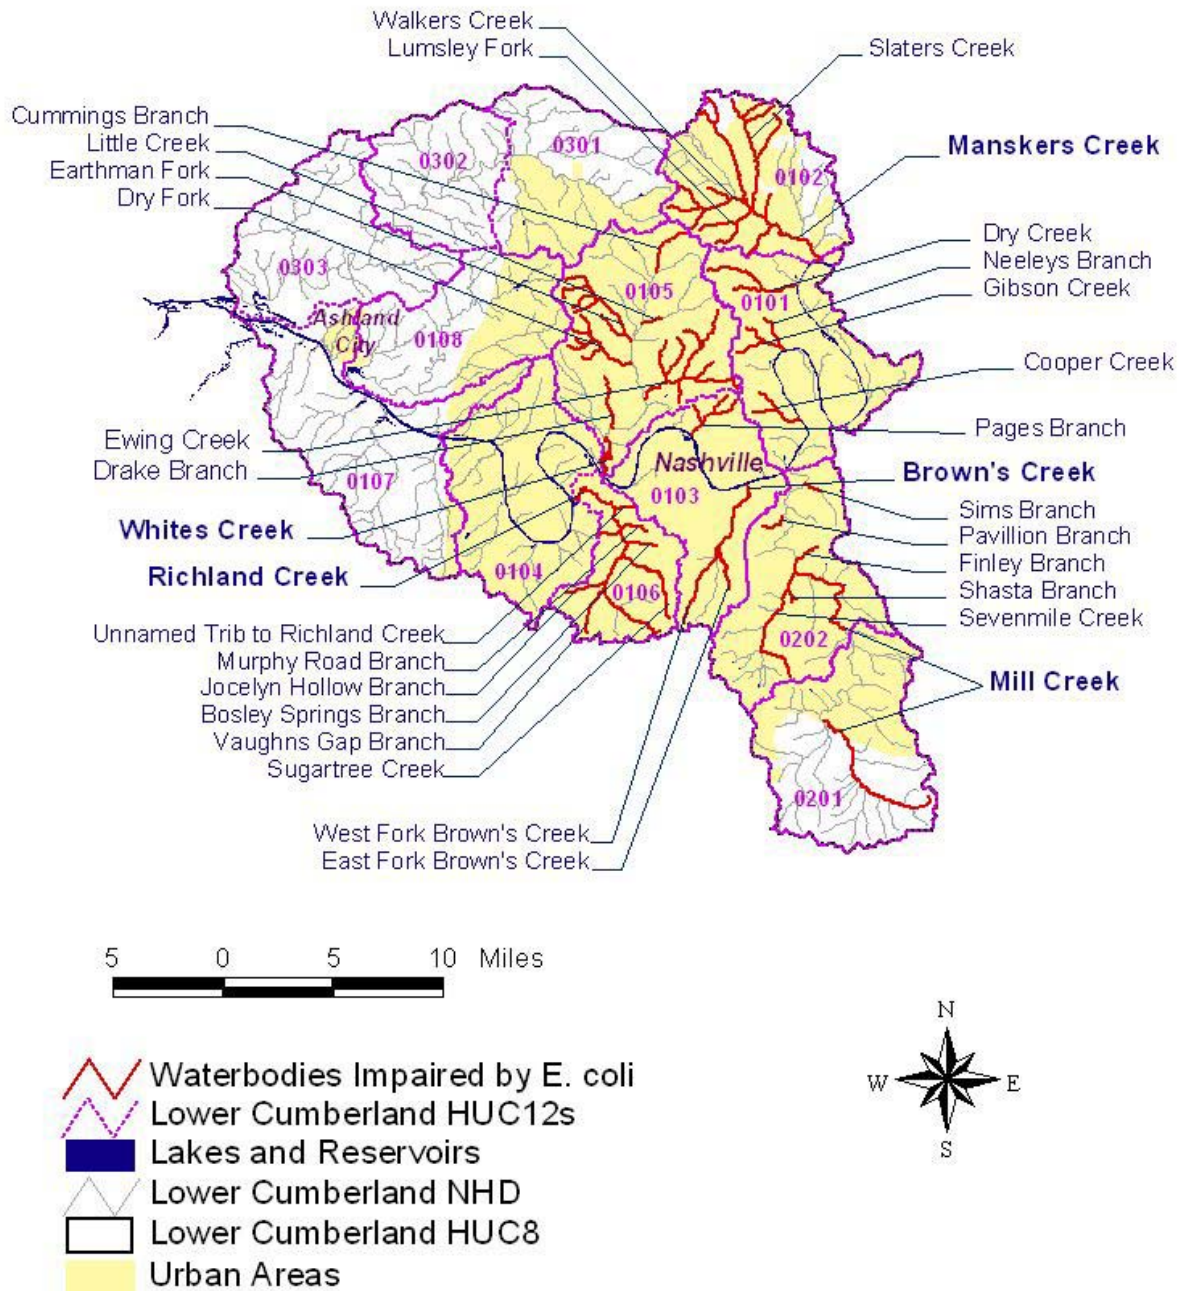 Walkers Creek
Lumsley Fork
Slaters Creek
Cummings Branch
Little Creek
Earthman Fork
Dry Fork
Manskers Creek
0302
0301
0102
Dry Creek
Neeleys Branch
Gibson Creek
0303
0105
0101
Ashland
City
0108
Cooper Creek
Ewing Creek
Drake Branch
Pages Branch
Nashville
0107
0103
Brown's Creek
Whites Creek
Richland Creek
Sims Branch
Pavillion Branch
Finley Branch
Shasta Branch
Sevenmile Creek
0104
0106
0202
Unnamed Trib to Richland Creek
Murphy Road Branch
Jocelyn Hollow Branch
Bosley Springs Branch
Vaughns Gap Branch
Sugartree Creek
Mill Creek
0201
West Fork Brown's Creek
East Fork Brown's Creek
5 0 5 10 Miles
N
W E
S
Waterbodies Impaired by E. coli
Lower Cumberland HUC12s
Lakes and Reservoirs
Lower Cumberland NHD
Lower Cumberland HUC8
Urban Areas